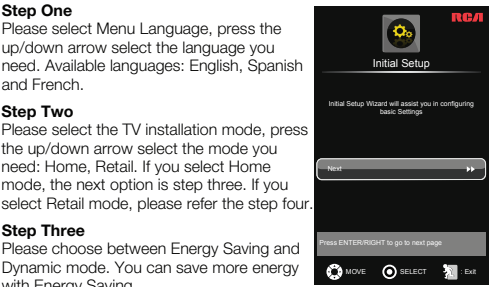 Step One
Please select Menu Language, press the
up/down arrow select the language you
need. Available languages: English, Spanish
and French.
Step Two
Please select the TV installation mode, press
the up/down arrow select the mode you
need: Home, Retail. If you select Home
mode, the next option is step three. If you
select Retail mode, please refer the step four.
Step Three
Please choose between Energy Saving and
Dynamic mode. You can save more energy
with Energy Saving.
RCA
Initial Setup
Initial Setup Wizard will assist you in configuring
basic Settings
Next
Press ENTER/RIGHT to go to next page
MOVE SELECT : Exit